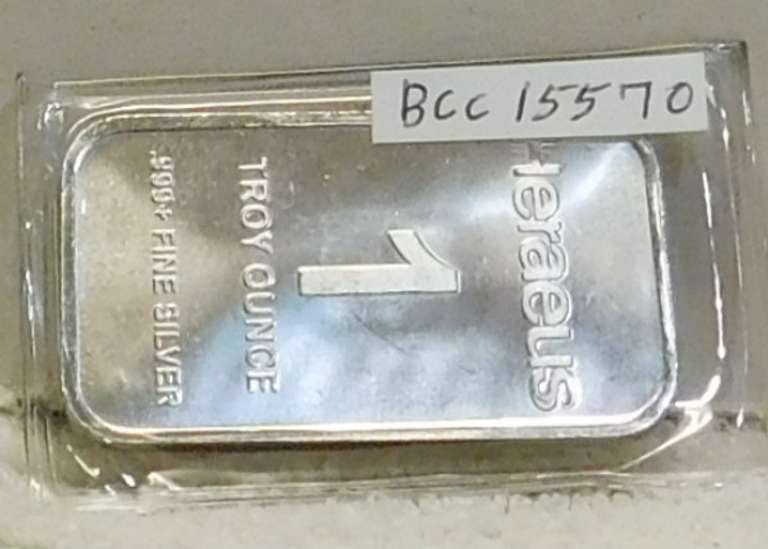 BCC 15570
Heraeus
1
TROY OUNCE
.999+ FINE SILVER